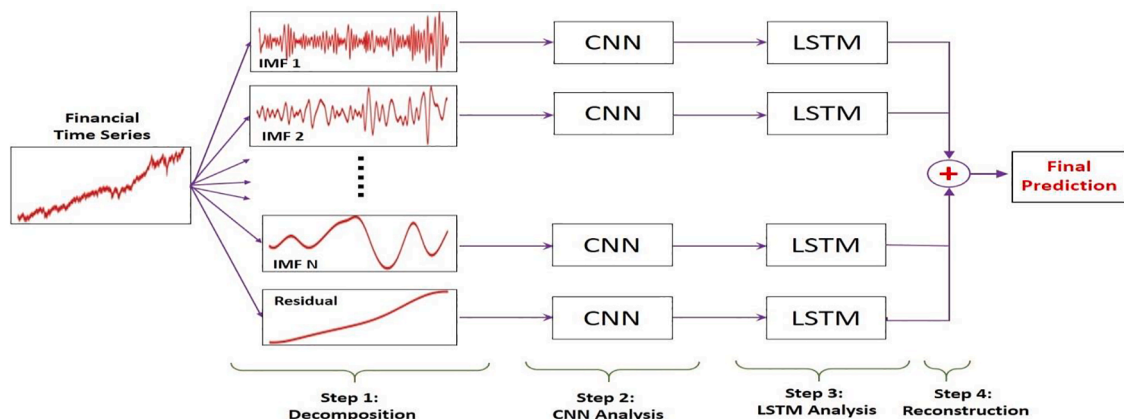 IMF 1
CNN
LSTM
Financial
Time Series
IMF 2
CNN
LSTM
Final
Prediction
IMF N
CNN
LSTM
Residual
CNN
LSTM
Step 1:
Decomposition
Step 2:
CNN Analysis
Step 3:
LSTM Analysis
Step 4:
Reconstruction